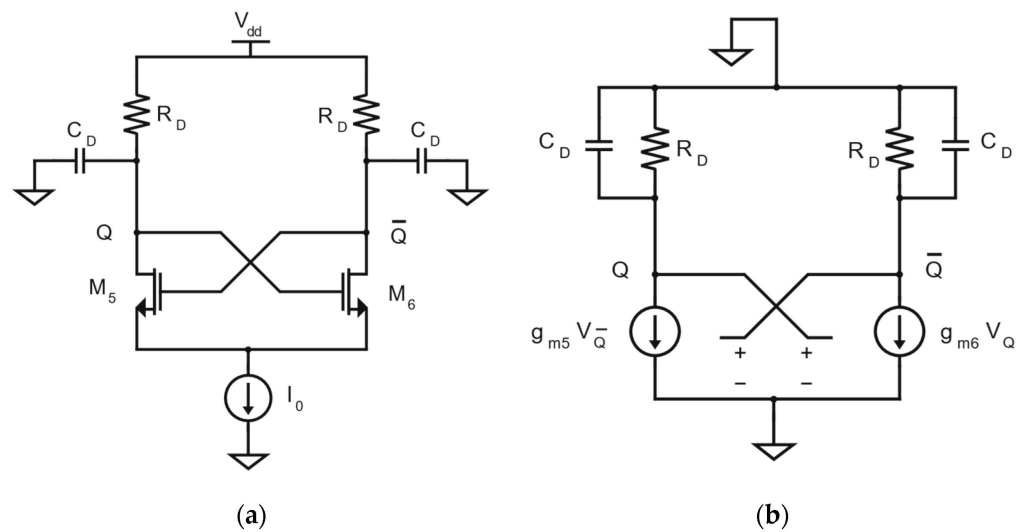 V_dd
R_D R_D
C_D C_D
Q Q̅
M_5 M_6
I_0
(a)
C_D R_D R_D C_D
Q Q̅
g_m5 V_Q̅ g_m6 V_Q
+ +
− −
(b)